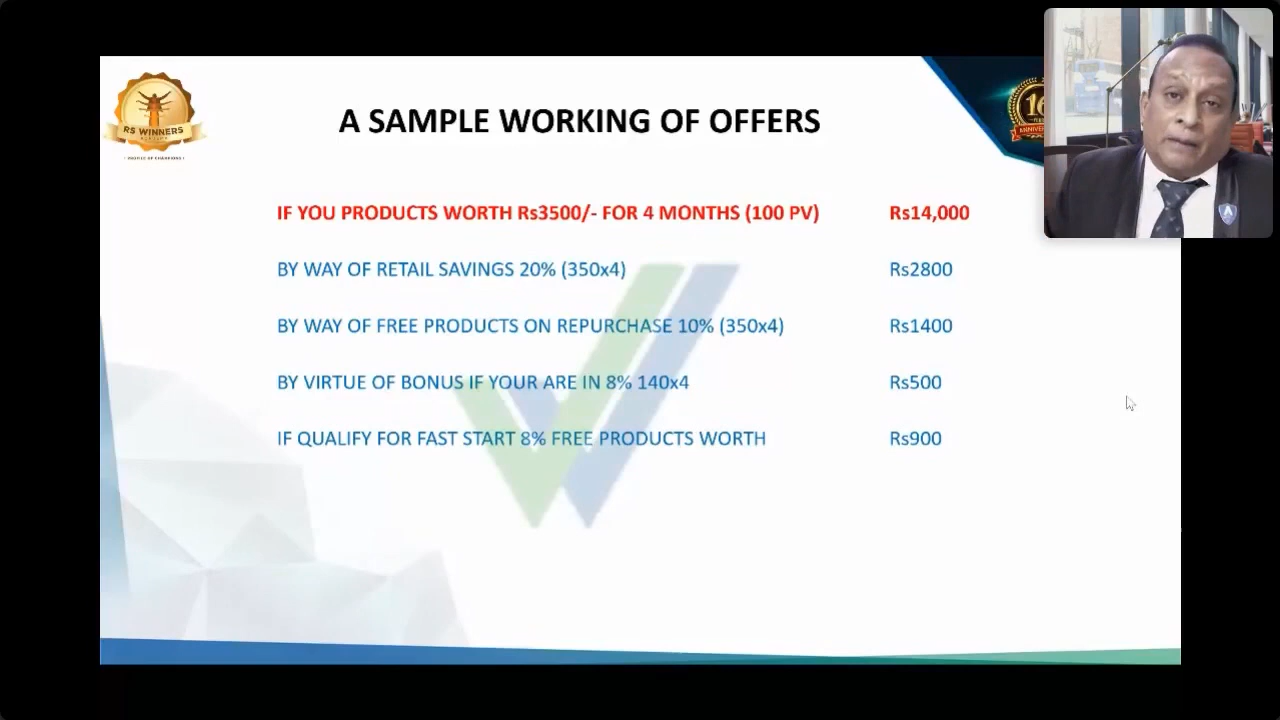 RS WINNERS
A SAMPLE WORKING OF OFFERS
16
ANNIVER
IF YOU PRODUCTS WORTH Rs3500/- FOR 4 MONTHS (100 PV) Rs14,000
BY WAY OF RETAIL SAVINGS 20% (350x4) Rs2800
BY WAY OF FREE PRODUCTS ON REPURCHASE 10% (350x4) Rs1400
BY VIRTUE OF BONUS IF YOUR ARE IN 8% 140x4 Rs500
IF QUALIFY FOR FAST START 8% FREE PRODUCTS WORTH Rs900